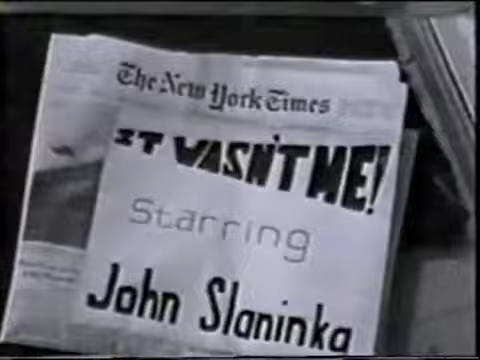 The New York Times
IT WASN'T ME!
Starring
John Slaninka